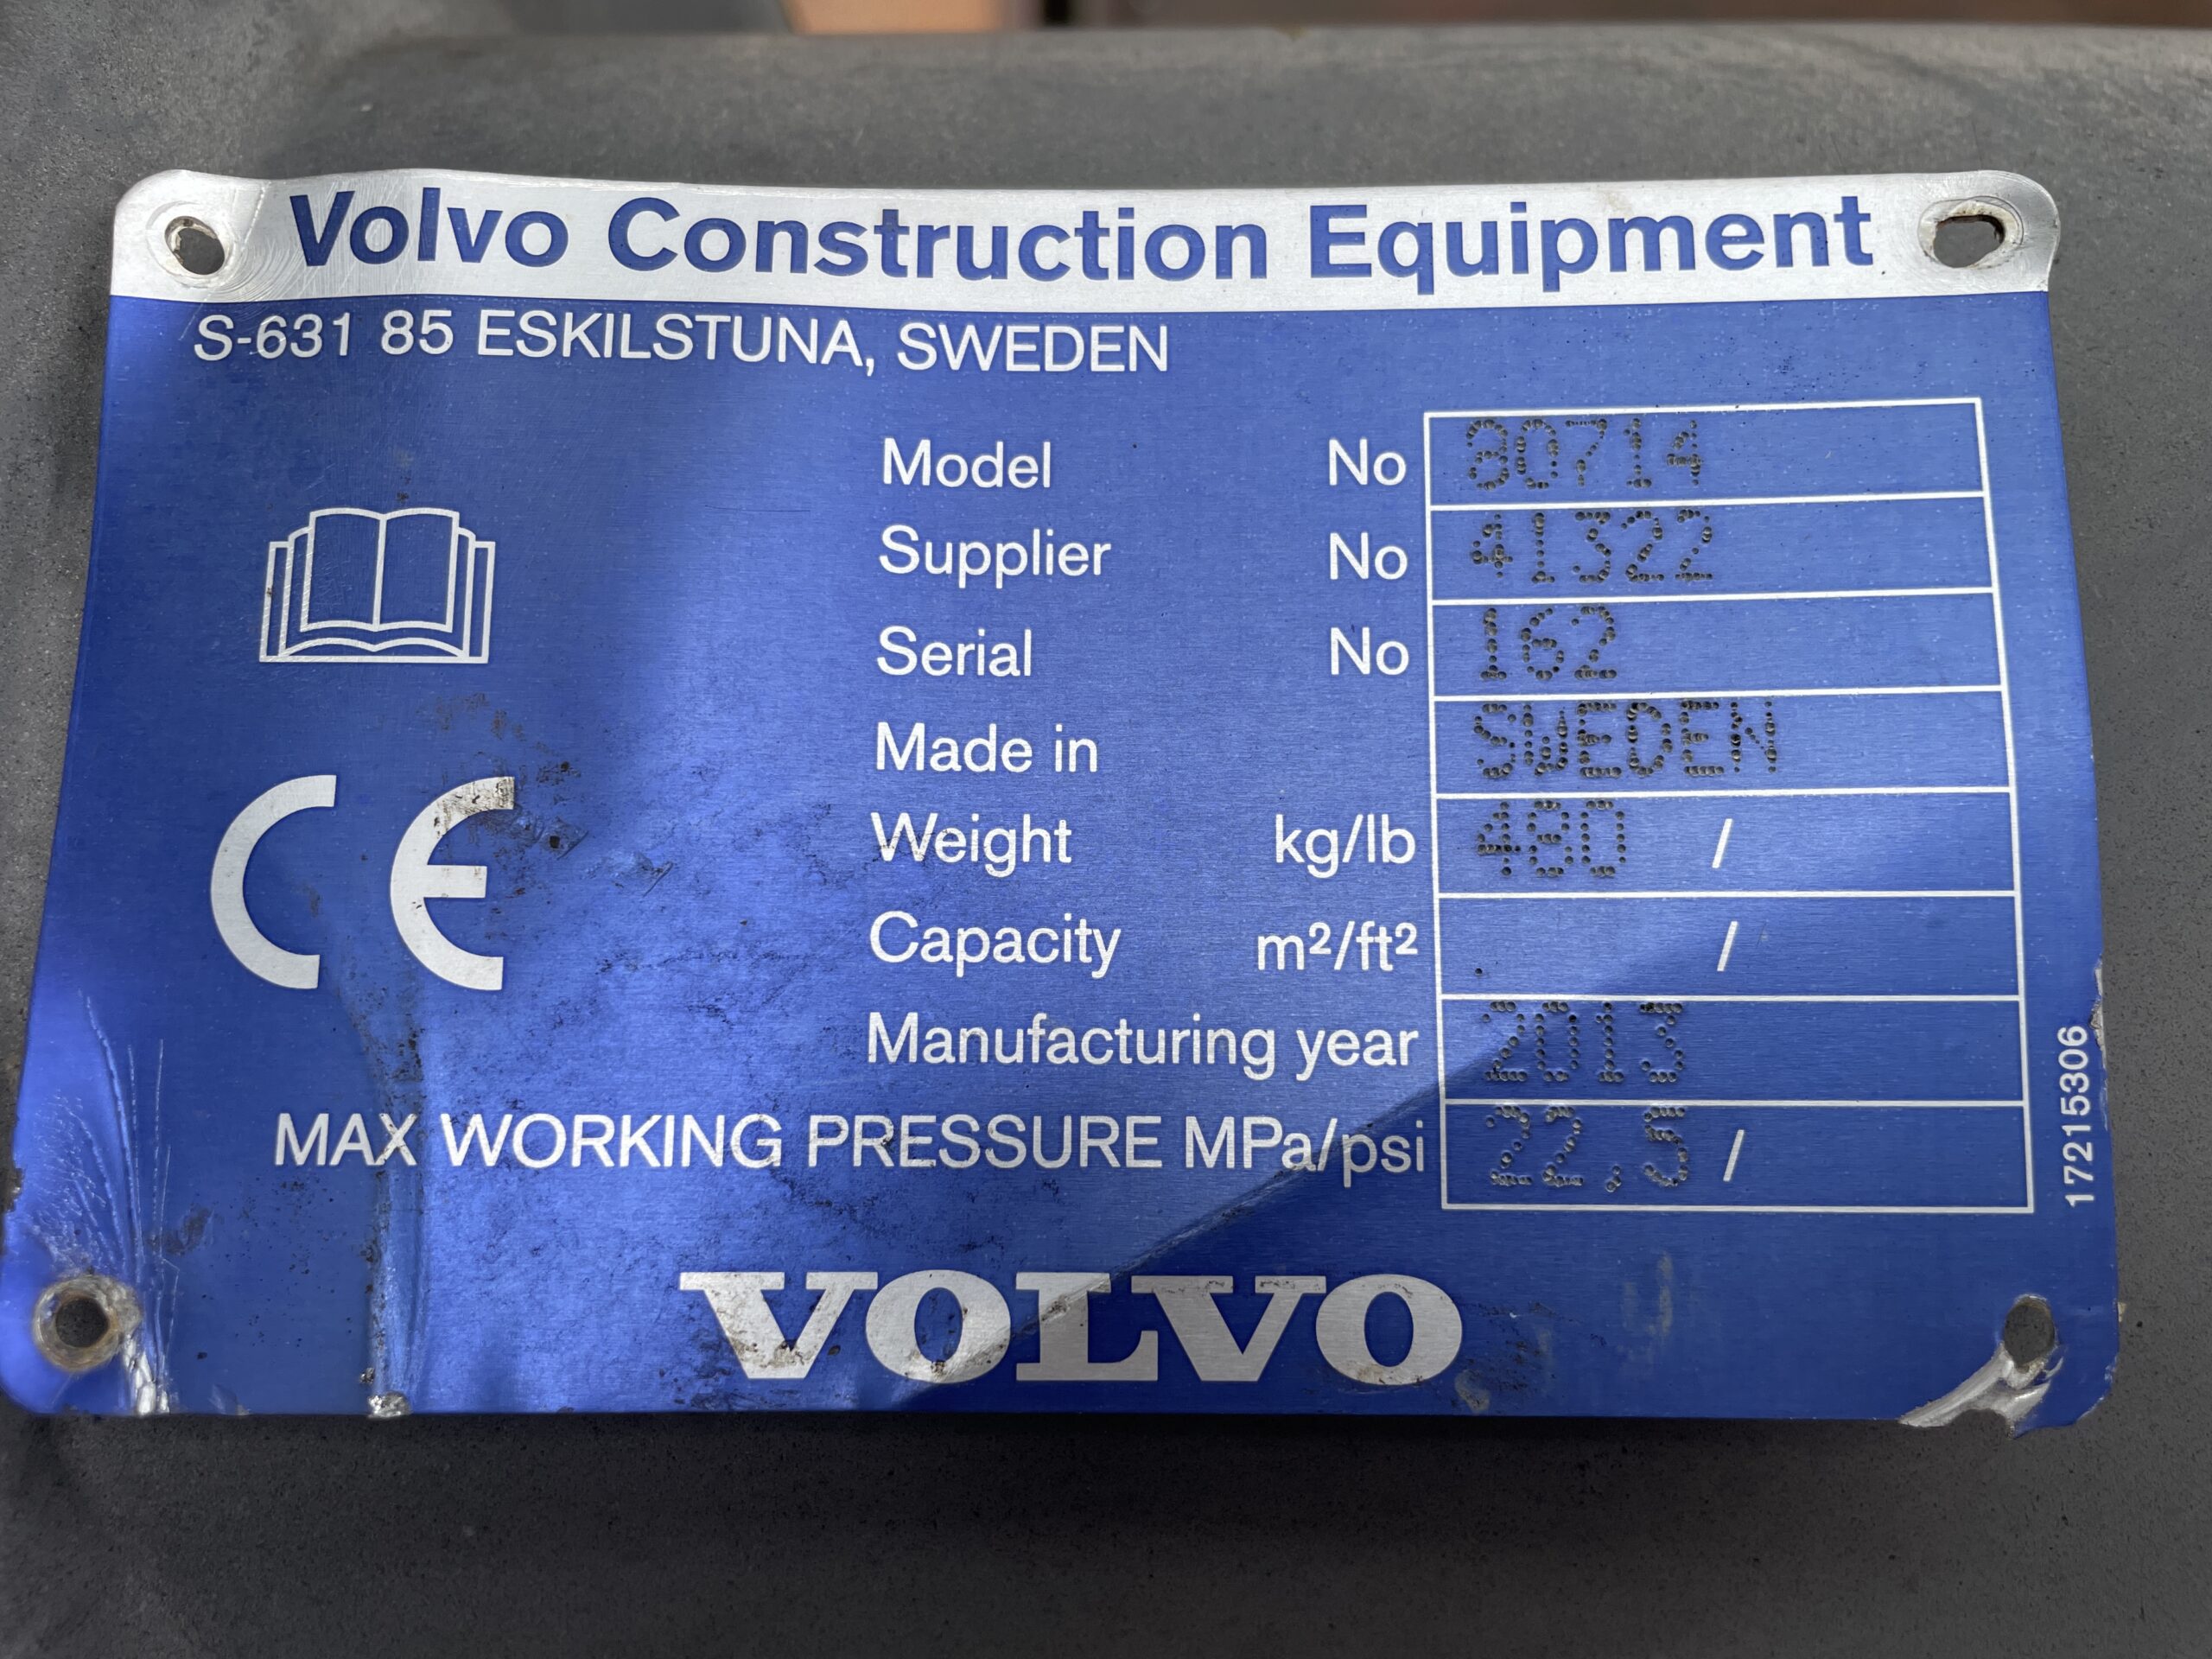 Volvo Construction Equipment
S-631 85 ESKILSTUNA, SWEDEN
Model No 80714
Supplier No 41322
Serial No 162
Made in SWEDEN
Weight kg/lb 480 /
Capacity m²/ft² . /
Manufacturing year 2013
MAX WORKING PRESSURE MPa/psi 22,5 /
17215306
CE
VOLVO